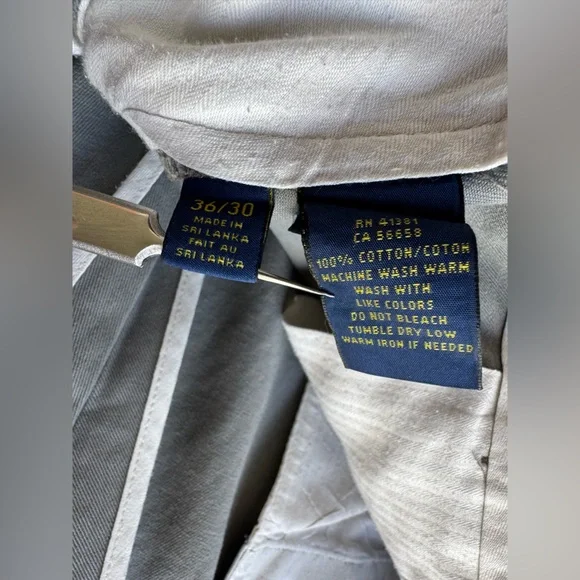 36/30
MADE IN
SRI LANKA
FAIT AU
SRI LANKA
RN 41381
CA 56658
100% COTTON/COTON
MACHINE WASH WARM
WASH WITH
LIKE COLORS
DO NOT BLEACH
TUMBLE DRY LOW
WARM IRON IF NEEDED